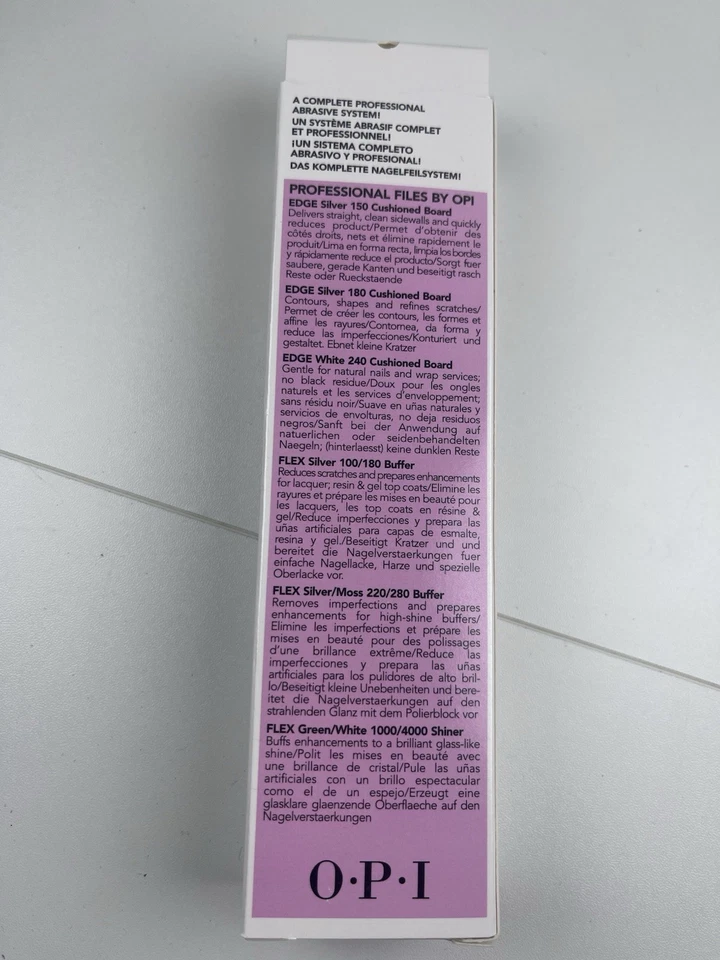 A COMPLETE PROFESSIONAL
ABRASIVE SYSTEM!
UN SYSTÈME ABRASIF COMPLET
ET PROFESSIONNEL!
¡UN SISTEMA COMPLETO
ABRASIVO Y PROFESIONAL!
DAS KOMPLETTE NAGELFEILSYSTEM!
PROFESSIONAL FILES BY OPI
EDGE Silver 150 Cushioned Board
Delivers straight, clean sidewalls and quickly
reduces product/Permet d'obtenir des
côtés droits, nets et élimine rapidement le
produit/Lima en forma recta, limpia los bordes
y rápidamente reduce el producto/Sorgt fuer
saubere, gerade Kanten und beseitigt rasch
Reste oder Rueckstaende
EDGE Silver 180 Cushioned Board
Contours, shapes and refines scratches/
Permet de créer les contours, les formes et
affine les rayures/Contornea, da forma y
reduce las imperfecciones/Konturiert und
gestaltet. Ebnet kleine Kratzer
EDGE White 240 Cushioned Board
Gentle for natural nails and wrap services;
no black residue/Doux pour les ongles
naturels et les services d'enveloppement;
sans résidu noir/Suave en uñas naturales y
servicios de envolturas, no deja residuos
negros/Sanft bei der Anwendung auf
natuerlichen oder seidenbehandelten
Naegeln; (hinterlaesst) keine dunklen Reste
FLEX Silver 100/180 Buffer
Reduces scratches and prepares enhancements
for lacquer; resin & gel top coats/Elimine les
rayures et prépare les mises en beauté pour
les lacquers, les top coats en résine &
gel/Reduce imperfecciones y prepara las
uñas artificiales para capas de esmalte,
resina y gel./Beseitigt Kratzer und und
bereitet die Nagelverstaerkungen fuer
einfache Nagellacke, Harze und spezielle
Oberlacke vor.
FLEX Silver/Moss 220/280 Buffer
Removes imperfections and prepares
enhancements for high-shine buffers/
Elimine les imperfections et prépare les
mises en beauté pour des polissages
d'une brillance extrême/Reduce las
imperfecciones y prepara las uñas
artificiales para los pulidores de alto bril-
lo/Beseitigt kleine Unebenheiten und bere-
itet die Nagelverstaerkungen auf den
strahlenden Glanz mit dem Polierblock vor
FLEX Green/White 1000/4000 Shiner
Buffs enhancements to a brilliant glass-like
shine/Polit les mises en beauté avec
une brillance de cristal/Pule las uñas
artificiales con un brillo espectacular
como el de un espejo/Erzeugt eine
glasklare glaenzende Oberflaeche auf den
Nagelverstaerkungen
O·P·I